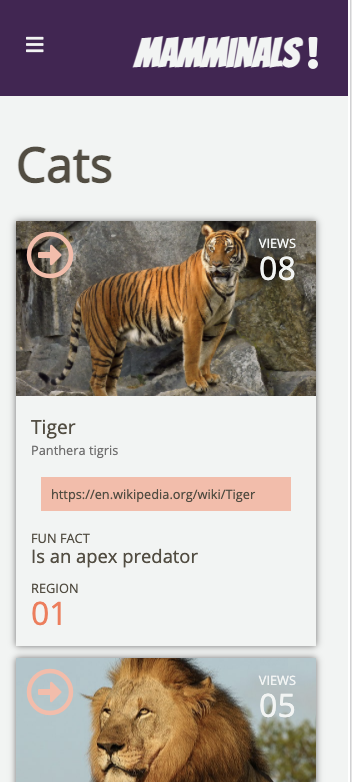 MAMMINALS!
Cats
VIEWS
08
Tiger
Panthera tigris
https://en.wikipedia.org/wiki/Tiger
FUN FACT
Is an apex predator
REGION
01
VIEWS
05